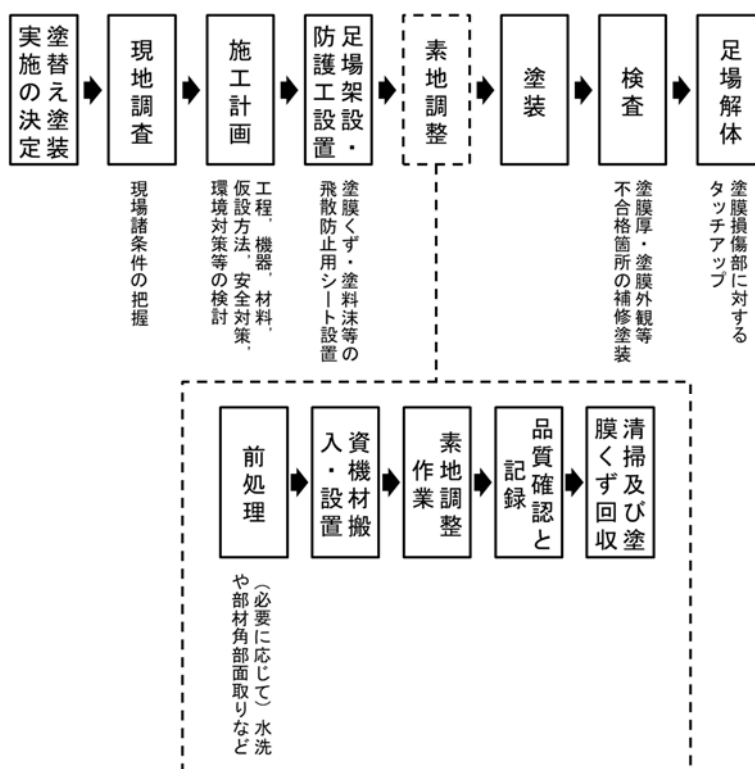 塗替え塗装
実施の決定
現地調査
施工計画
足場架設・
防護工設置
素地調整
塗装
検査
足場解体
現場諸条件の把握
工程，機器，材料，
仮設方法，安全対策，
環境対策等の検討
塗膜くず・塗料沫等の
飛散防止用シート設置
塗膜厚・塗膜外観等
不合格箇所の補修塗装
塗膜損傷部に対する
タッチアップ
前処理
資機材搬
入・設置
素地調整
作業
品質確認と
記録
清掃及び塗
膜くず回収
（必要に応じて）水洗
や部材角部面取りなど